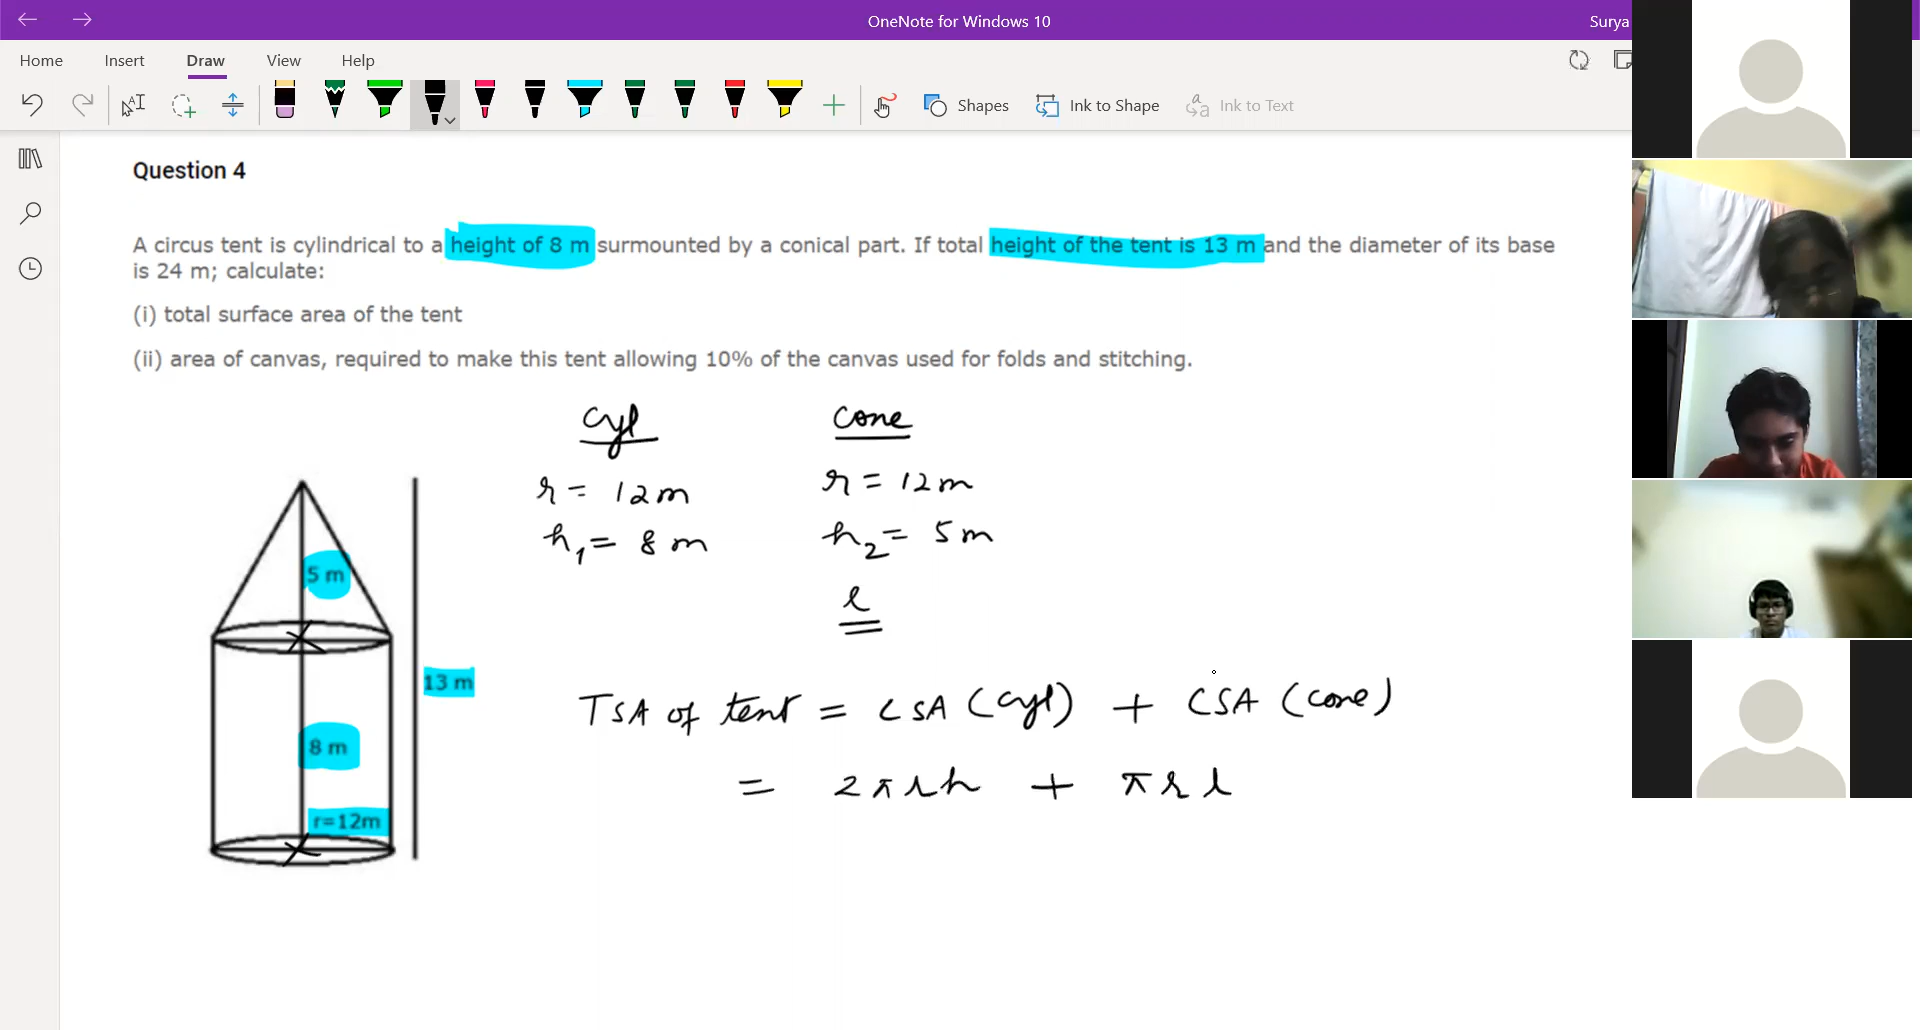 OneNote for Windows 10
Surya
Home Insert Draw View Help
Shapes Ink to Shape Ink to Text
Question 4
A circus tent is cylindrical to a height of 8 m surmounted by a conical part. If total height of the tent is 13 m and the diameter of its base
is 24 m; calculate:
(i) total surface area of the tent
(ii) area of canvas, required to make this tent allowing 10% of the canvas used for folds and stitching.
Cyl cone
r = 12m r = 12m
h₁ = 8 m h₂ = 5m
l
5 m
13 m
8 m
r=12m
TSA of tent = CSA (cyl) + CSA (cone)
= 2πrh + πrl